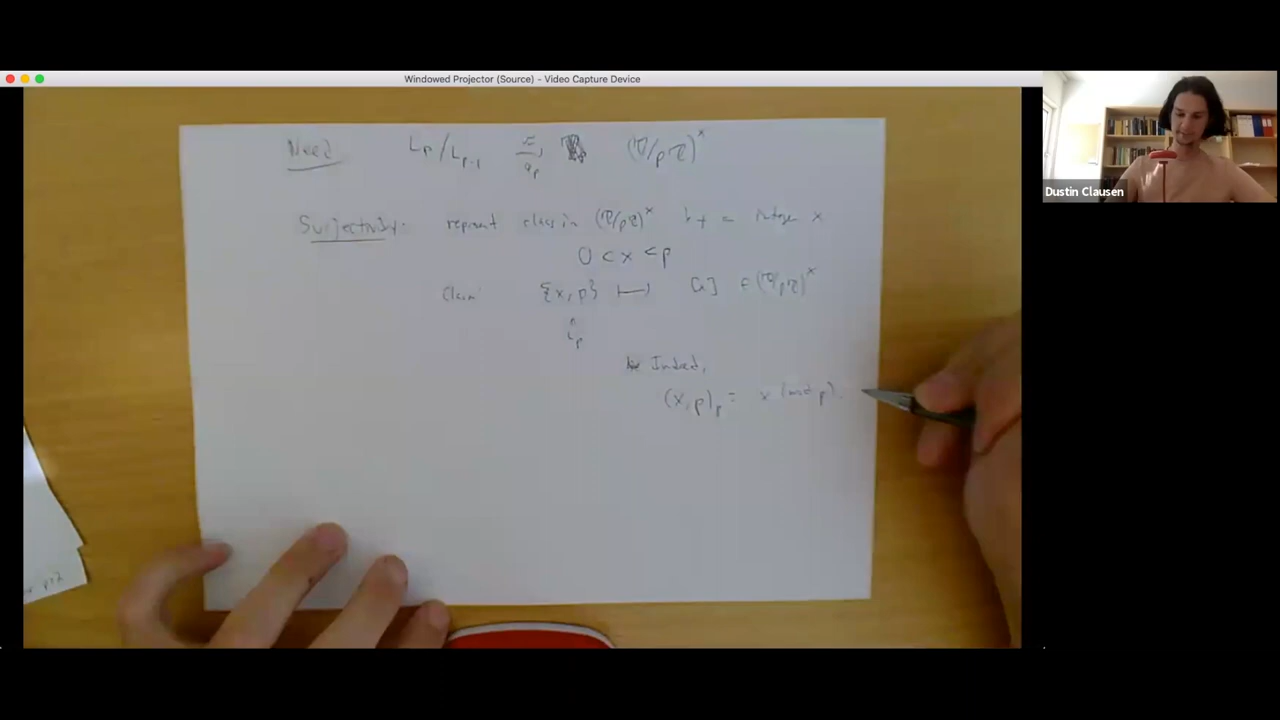 Windowed Projector (Source) - Video Capture Device
Dustin Clausen
Need L_p/L_{p-1} ≅ (ℤ/pℤ)^×
Surjectivity: represent class in (ℤ/pℤ)^× by an integer x
0 < x < p
Claim: {x, p} ⟼ [x] ∈ (ℤ/pℤ)^×
∩
L_p
Indeed,
(x, p)_p = x (mod p).